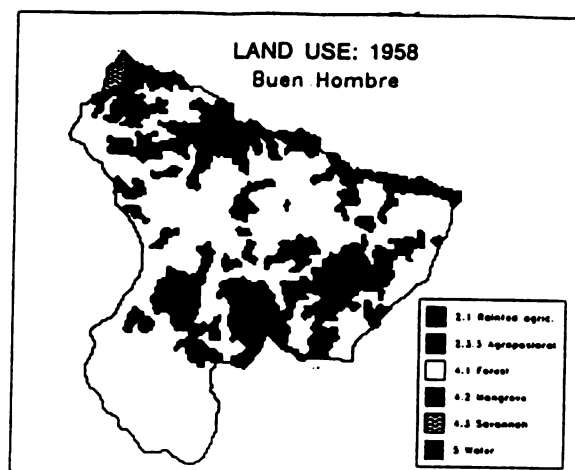 LAND USE: 1958
Buen Hombre
2.1 Rainfed agric.
2.3.3 Agropastoral
4.1 Forest
4.2 Mangrove
4.3 Savannah
5 Water